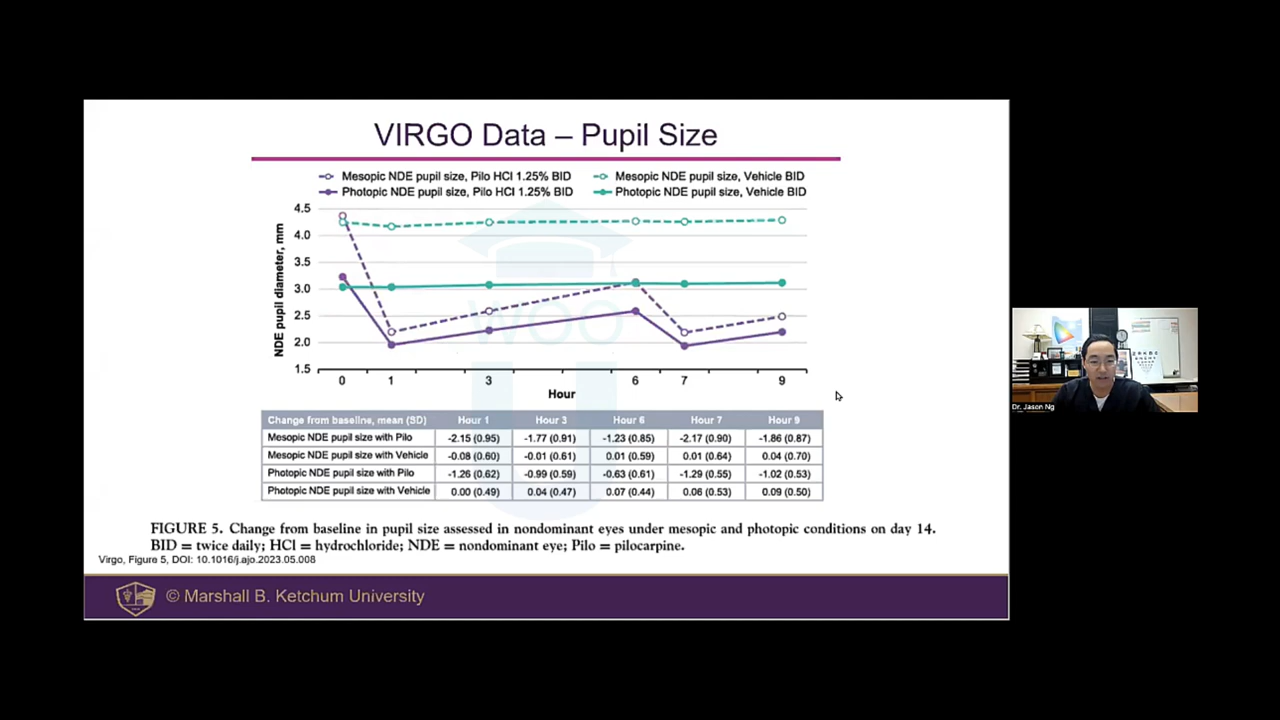 VIRGO Data – Pupil Size
Mesopic NDE pupil size, Pilo HCl 1.25% BID
Mesopic NDE pupil size, Vehicle BID
Photopic NDE pupil size, Pilo HCl 1.25% BID
Photopic NDE pupil size, Vehicle BID
NDE pupil diameter, mm
4.5
4.0
3.5
3.0
2.5
2.0
1.5
0 1 3 6 7 9
Hour
WOO
U
Change from baseline, mean (SD) Hour 1 Hour 3 Hour 6 Hour 7 Hour 9
Mesopic NDE pupil size with Pilo -2.15 (0.95) -1.77 (0.91) -1.23 (0.85) -2.17 (0.90) -1.86 (0.87)
Mesopic NDE pupil size with Vehicle -0.08 (0.60) -0.01 (0.61) 0.01 (0.59) 0.01 (0.64) 0.04 (0.70)
Photopic NDE pupil size with Pilo -1.26 (0.62) -0.99 (0.59) -0.63 (0.61) -1.29 (0.55) -1.02 (0.53)
Photopic NDE pupil size with Vehicle 0.00 (0.49) 0.04 (0.47) 0.07 (0.44) 0.06 (0.53) 0.09 (0.50)
FIGURE 5. Change from baseline in pupil size assessed in nondominant eyes under mesopic and photopic conditions on day 14.
BID = twice daily; HCl = hydrochloride; NDE = nondominant eye; Pilo = pilocarpine.
Virgo, Figure 5, DOI: 10.1016/j.ajo.2023.05.008
© Marshall B. Ketchum University
Dr. Jason Ng